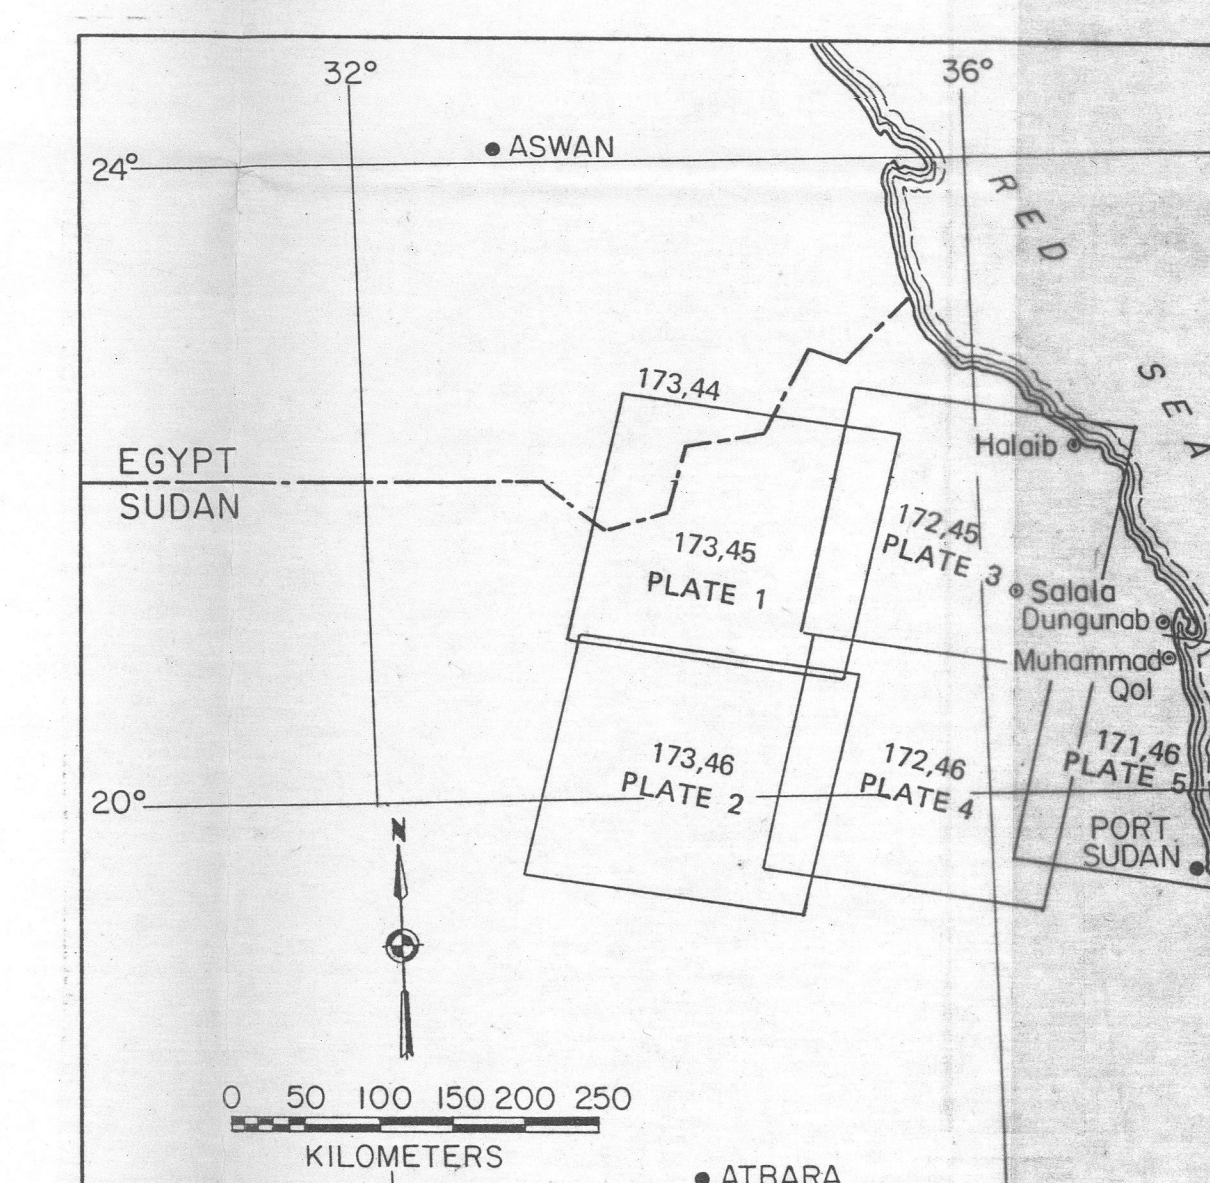 32°
36°
ASWAN
24°
RED
SEA
173,44
Halaib
EGYPT
SUDAN
172,45
PLATE 3
173,45
PLATE 1
Salala
Dungunab
Muhammad
Qol
173,46
PLATE 2
172,46
PLATE 4
171,46
PLATE 5
20°
N
PORT
SUDAN
0 50 100 150 200 250
KILOMETERS
ATBARA